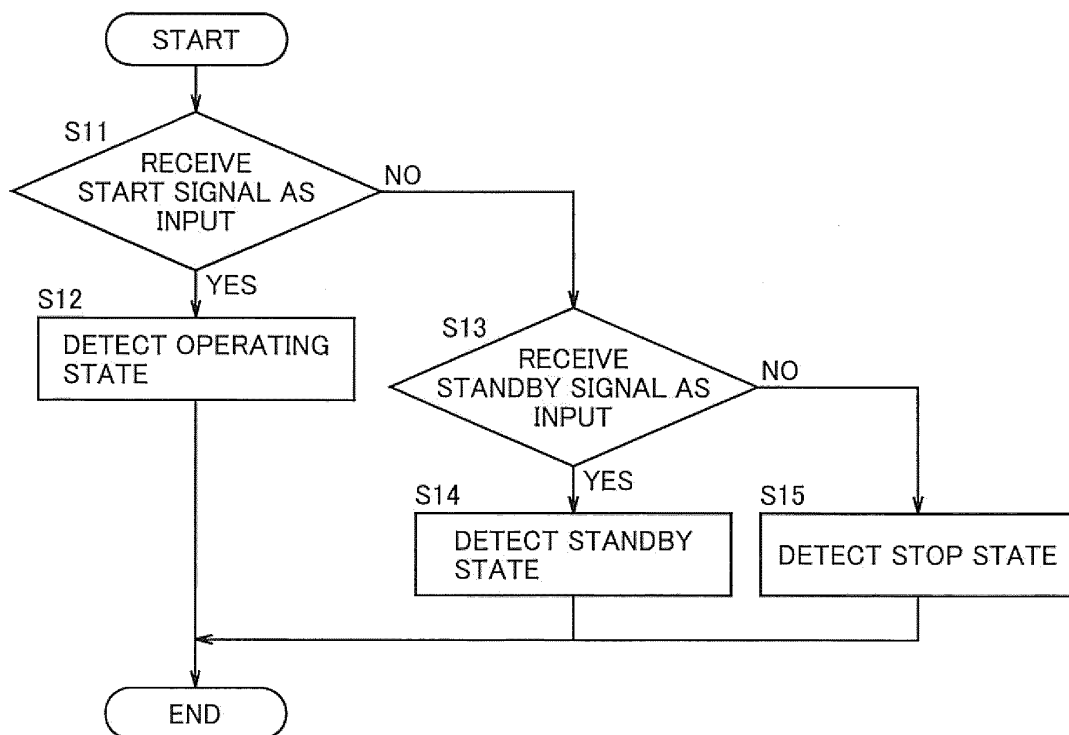 START
S11
RECEIVE
START SIGNAL AS
INPUT
NO
YES
S12
DETECT OPERATING
STATE
S13
RECEIVE
STANDBY SIGNAL AS
INPUT
NO
YES
S14
DETECT STANDBY
STATE
S15
DETECT STOP STATE
END